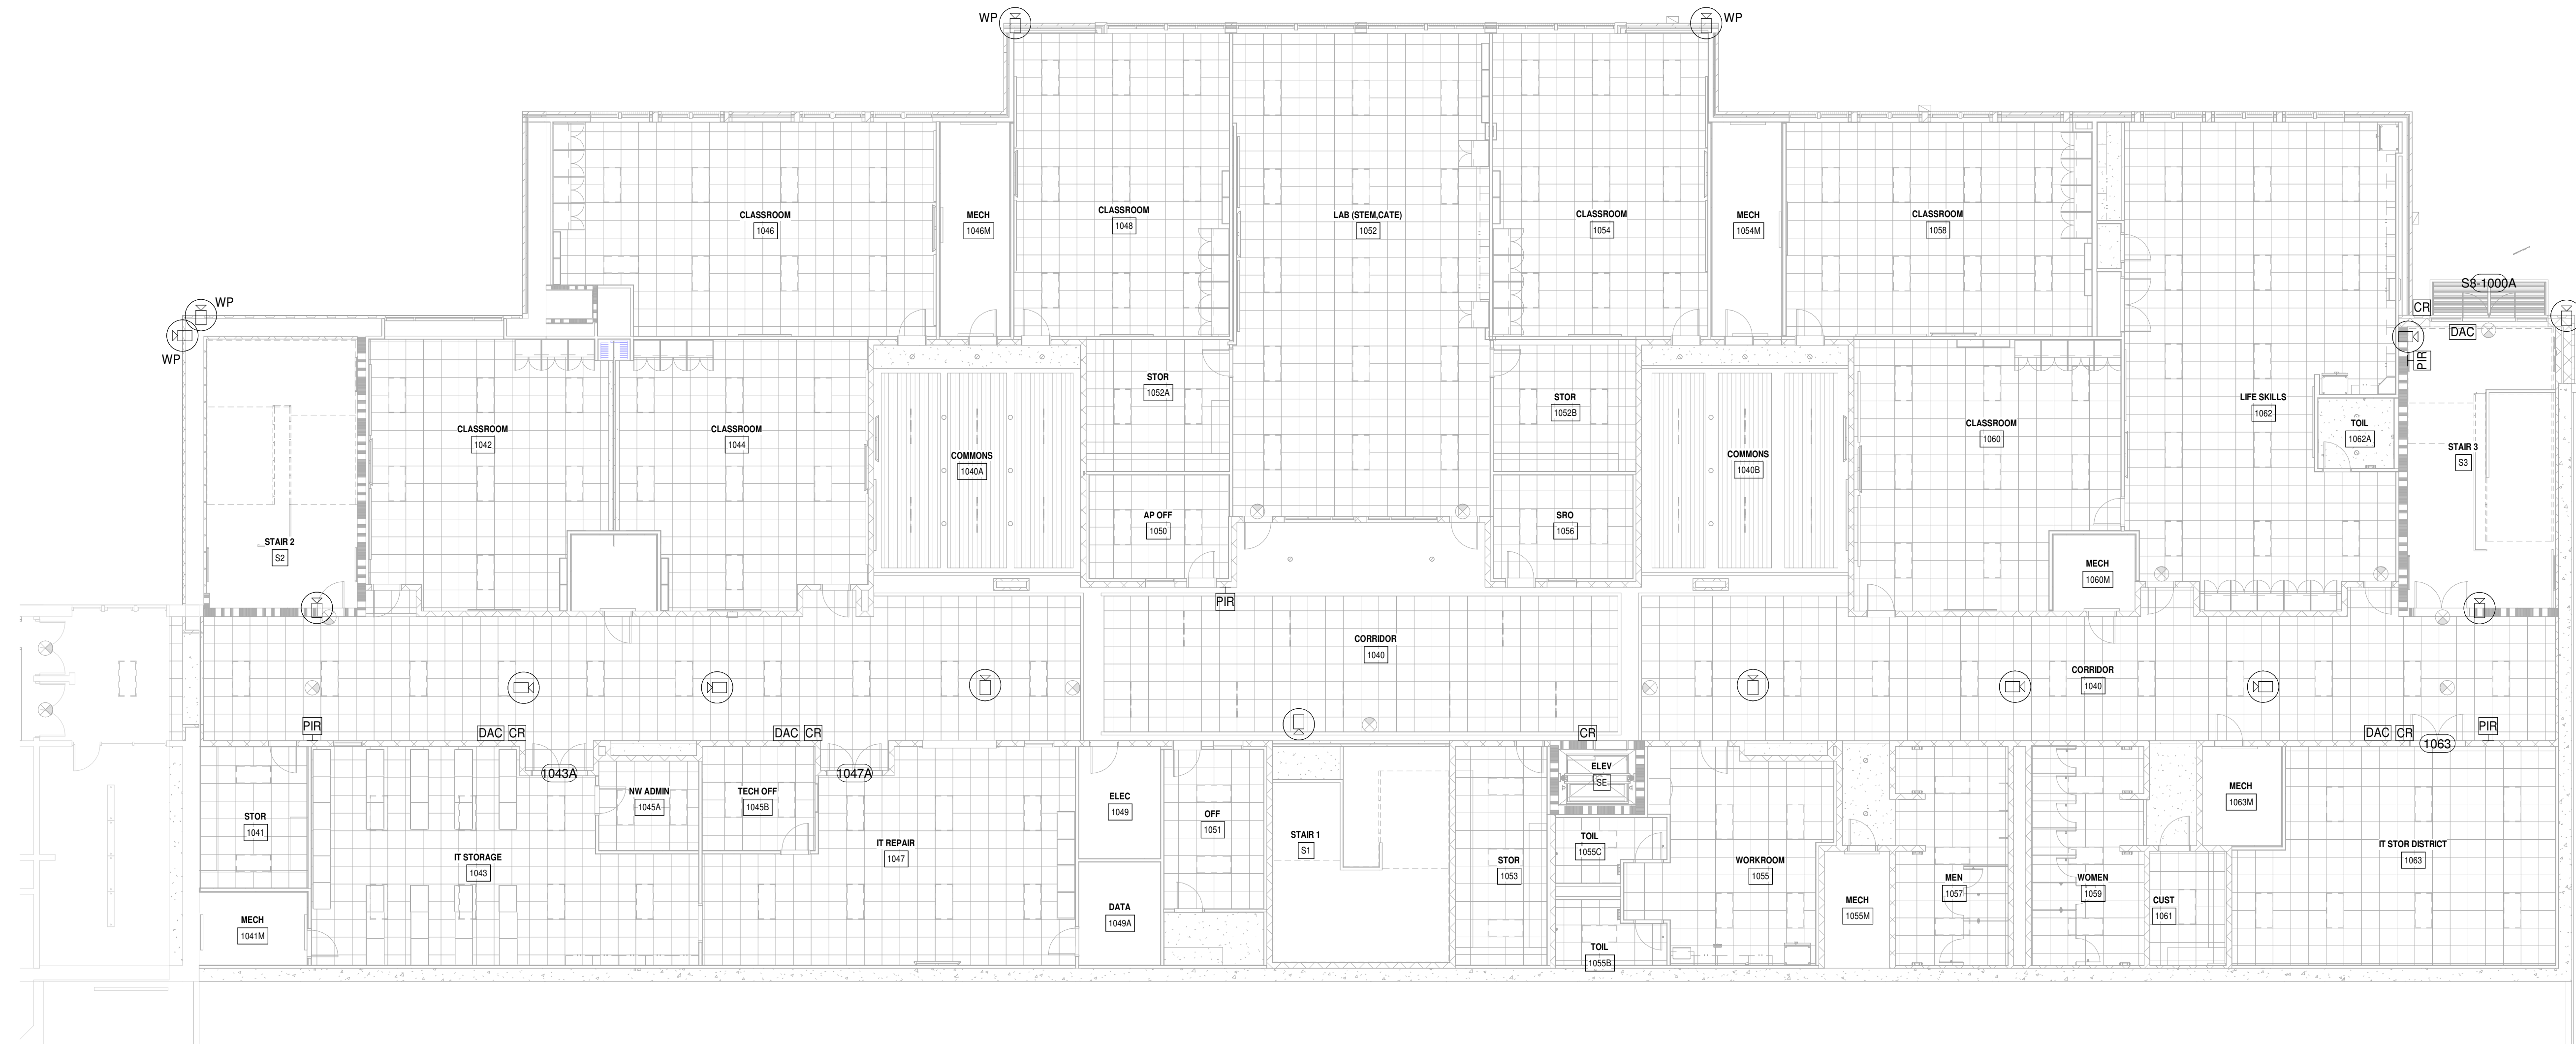 WP
WP
CLASSROOM
1046
MECH
1046M
CLASSROOM
1048
LAB (STEM,CATE)
1052
CLASSROOM
1054
MECH
1054M
CLASSROOM
1058
S3-1000A
CR
DAC
PIR
WP
WP
CLASSROOM
1042
CLASSROOM
1044
COMMONS
1040A
STOR
1052A
STOR
1052B
COMMONS
1040B
CLASSROOM
1060
LIFE SKILLS
1062
TOIL
1062A
STAIR 3
S3
STAIR 2
S2
AP OFF
1050
SRO
1056
MECH
1060M
PIR
CORRIDOR
1040
CORRIDOR
1040
PIR
DAC
CR
DAC
CR
CR
DAC
CR
PIR
1043A
1047A
1063
STOR
1041
NW ADMIN
1045A
TECH OFF
1045B
ELEC
1049
OFF
1051
STAIR 1
S1
ELEV
SE
MECH
1063M
IT STORAGE
1043
IT REPAIR
1047
STOR
1053
TOIL
1055C
WORKROOM
1055
MEN
1057
WOMEN
1059
IT STOR DISTRICT
1063
MECH
1041M
DATA
1049A
TOIL
1055B
MECH
1055M
CUST
1061